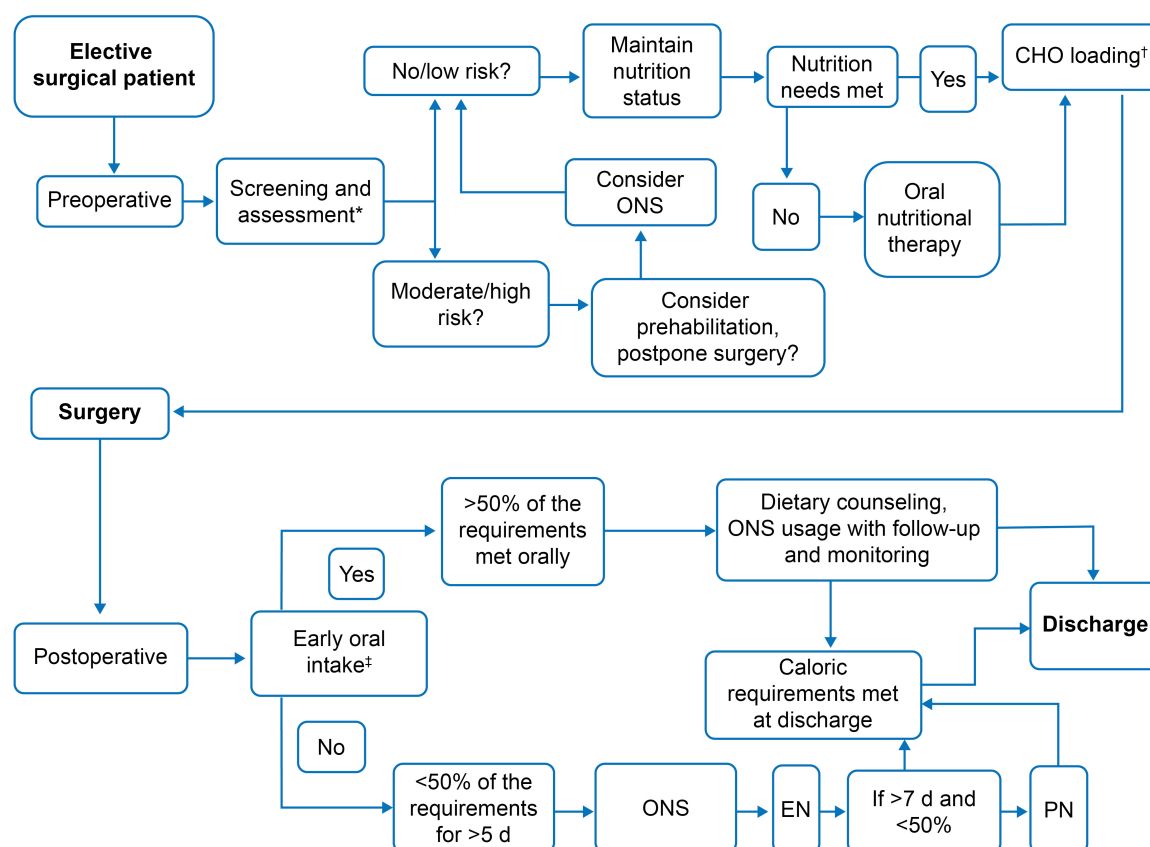 Elective
surgical patient
No/low risk?
Maintain
nutrition
status
Nutrition
needs met
Yes
CHO loading†
Preoperative
Screening and
assessment*
Consider
ONS
No
Oral
nutritional
therapy
Moderate/high
risk?
Consider
prehabilitation,
postpone surgery?
Surgery
>50% of the
requirements
met orally
Dietary counseling,
ONS usage with follow-up
and monitoring
Yes
Postoperative
Early oral
intake‡
Discharge
Caloric
requirements met
at discharge
No
<50% of the
requirements
for >5 d
ONS
EN
If >7 d and
<50%
PN